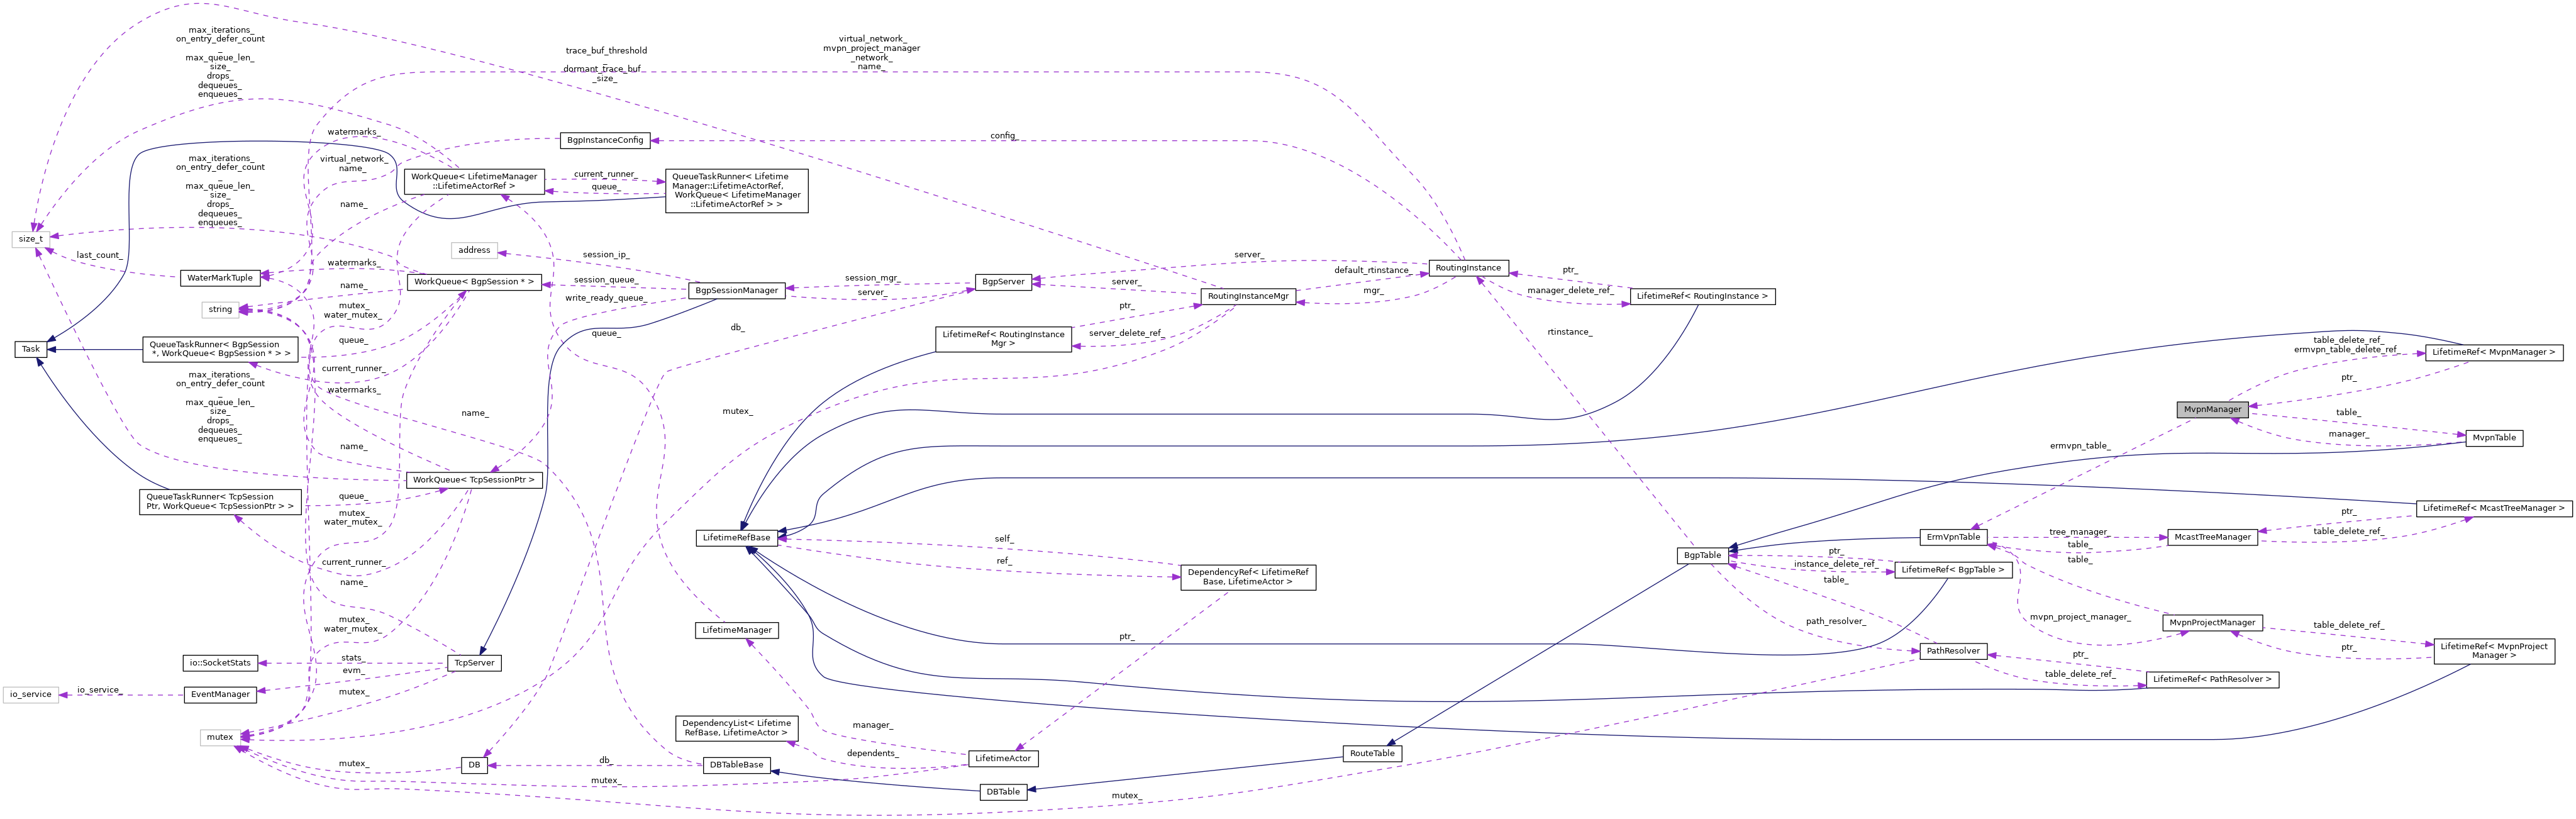 max_iterations_
on_entry_defer_count
_
max_queue_len_
size_
drops_
dequeues_
enqueues_
trace_buf_threshold
_
dormant_trace_buf
_size_
virtual_network_
mvpn_project_manager
_network_
name_
watermarks_
BgpInstanceConfig
config_
max_iterations_
on_entry_defer_count
_
max_queue_len_
size_
drops_
dequeues_
enqueues_
virtual_network_
name_
WorkQueue< LifetimeManager
::LifetimeActorRef >
current_runner_
queue_
QueueTaskRunner< Lifetime
Manager::LifetimeActorRef,
WorkQueue< LifetimeManager
::LifetimeActorRef > >
name_
size_t
last_count_
WaterMarkTuple
address
session_ip_
watermarks_
WorkQueue< BgpSession * >
session_queue_
BgpSessionManager
session_mgr_
server_
BgpServer
server_
server_
RoutingInstanceMgr
default_rtinstance_
mgr_
RoutingInstance
ptr_
manager_delete_ref_
LifetimeRef< RoutingInstance >
string
name_
mutex_
water_mutex_
write_ready_queue_
ptr_
server_delete_ref_
LifetimeRef< RoutingInstance
Mgr >
db_
queue_
rtinstance_
Task
QueueTaskRunner< BgpSession
*, WorkQueue< BgpSession * > >
queue_
current_runner_
table_delete_ref_
ermvpn_table_delete_ref_
LifetimeRef< MvpnManager >
ptr_
max_iterations_
on_entry_defer_count
_
max_queue_len_
size_
drops_
dequeues_
enqueues_
watermarks_
name_
mutex_
MvpnManager
table_
manager_
MvpnTable
ermvpn_table_
name_
WorkQueue< TcpSessionPtr >
QueueTaskRunner< TcpSession
Ptr, WorkQueue< TcpSessionPtr > >
queue_
mutex_
water_mutex_
LifetimeRef< McastTreeManager >
ptr_
table_delete_ref_
LifetimeRefBase
self_
ref_
DependencyRef< LifetimeRef
Base, LifetimeActor >
BgpTable
ptr_
instance_delete_ref_
table_
ErmVpnTable
tree_manager_
table_
McastTreeManager
table_
LifetimeRef< BgpTable >
current_runner_
name_
mutex_
water_mutex_
LifetimeManager
ptr_
path_resolver_
mvpn_project_manager_
MvpnProjectManager
table_delete_ref_
ptr_
LifetimeRef< MvpnProject
Manager >
io::SocketStats
stats_
TcpServer
PathResolver
ptr_
table_delete_ref_
LifetimeRef< PathResolver >
io_service
io_service_
EventManager
evm_
mutex_
mutex
DependencyList< Lifetime
RefBase, LifetimeActor >
manager_
dependents_
LifetimeActor
RouteTable
mutex_
DB
db_
DBTableBase
mutex_
DBTable
mutex_